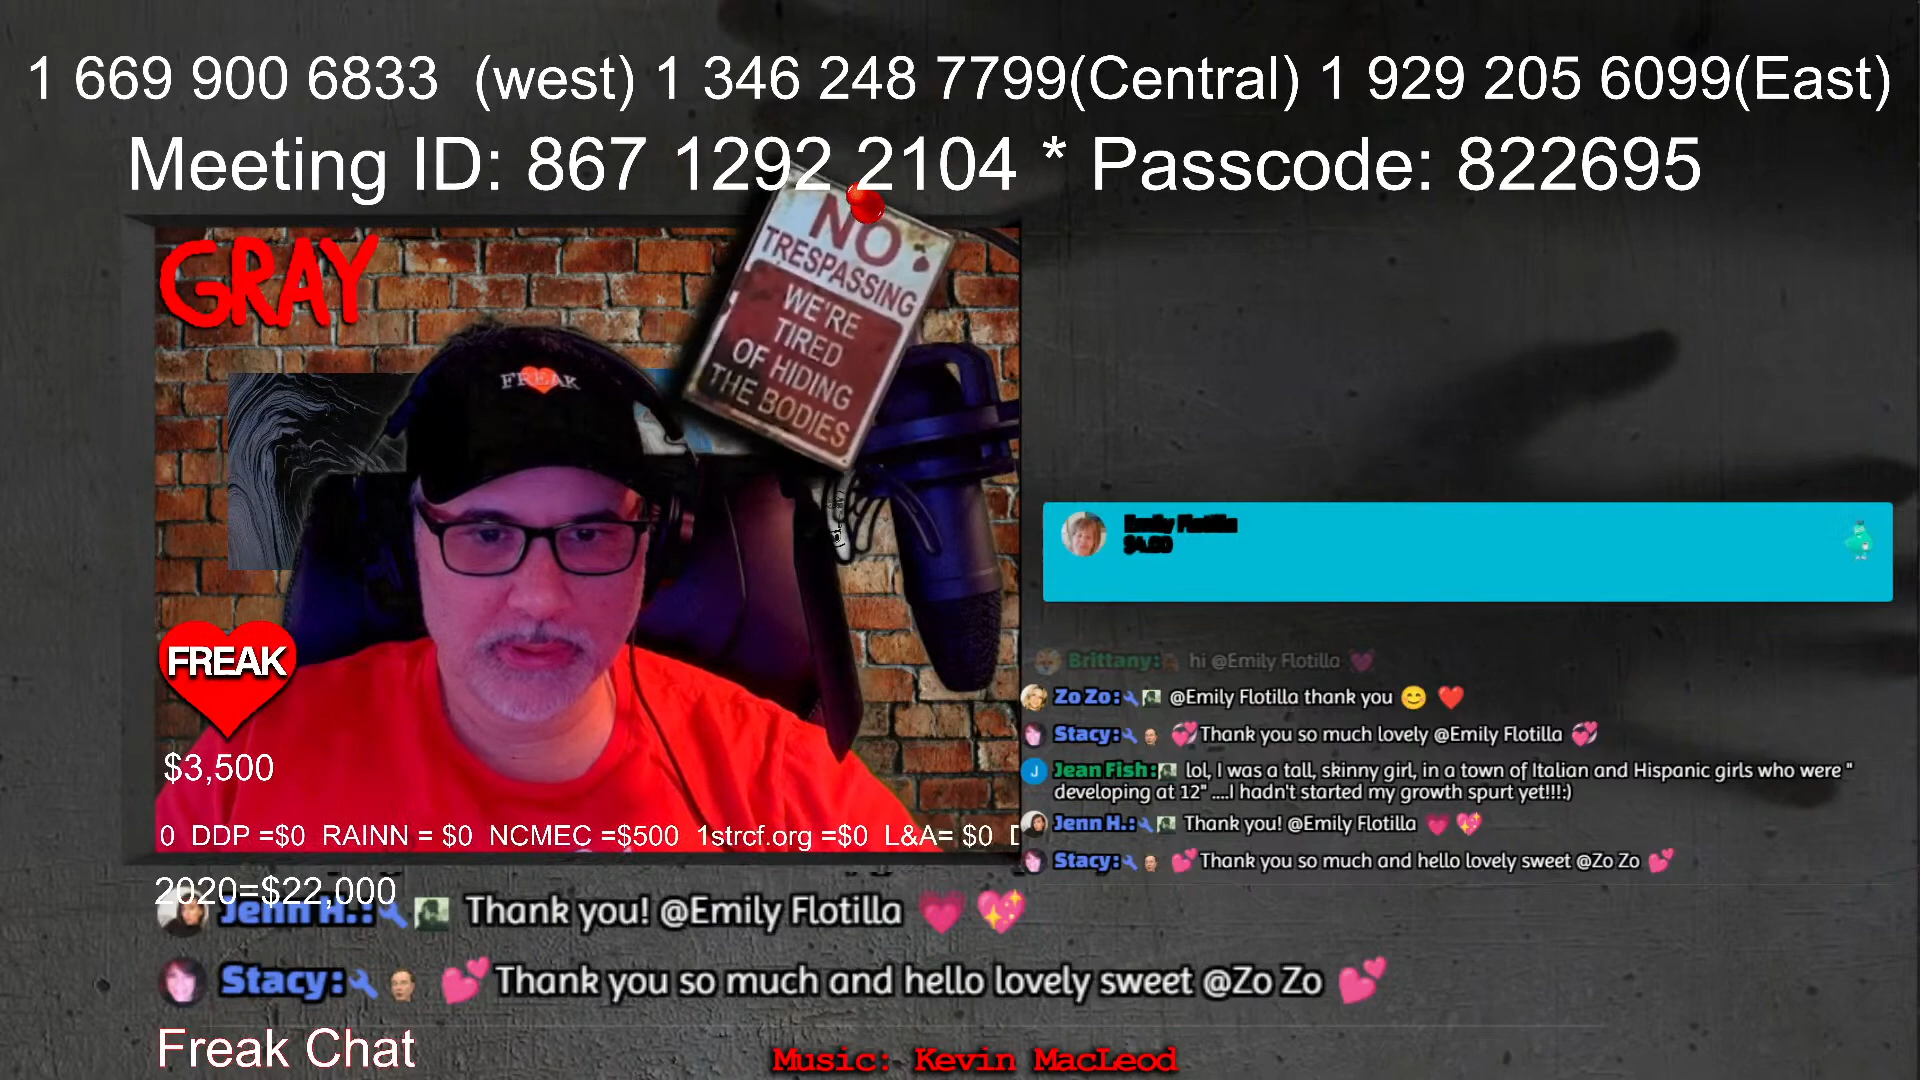 1 669 900 6833 (west) 1 346 248 7799(Central) 1 929 205 6099(East)
Meeting ID: 867 1292 2104 * Passcode: 822695
GRAY
NO
TRESPASSING
WE'RE
TIRED
OF HIDING
THE BODIES
FREAK
FREAK
$3,500
0 DDP =$0 RAINN = $0 NCMEC =$500 1strcf.org =$0 L&A= $0 D
2020=$22,000
Emily Flotilla
Brittany: hi @Emily Flotilla
Zo Zo: @Emily Flotilla thank you 😊 ❤️
Stacy: 💞Thank you so much lovely @Emily Flotilla 💞
J Jean Fish: lol, I was a tall, skinny girl, in a town of Italian and Hispanic girls who were "
developing at 12" ....I hadn't started my growth spurt yet!!!:)
Jenn H.: Thank you! @Emily Flotilla 💗 💖
Stacy: 💕Thank you so much and hello lovely sweet @Zo Zo 💕
Jenn H.: Thank you! @Emily Flotilla 💗 💖
Stacy: 💕Thank you so much and hello lovely sweet @Zo Zo 💕
Freak Chat
Music: Kevin MacLeod